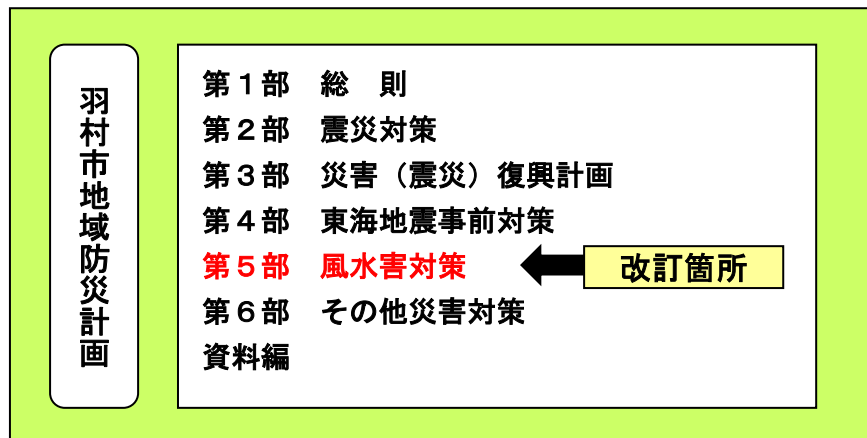 羽村市地域防災計画
第１部　総　則
第２部　震災対策
第３部　災害（震災）復興計画
第４部　東海地震事前対策
第５部　風水害対策
改訂箇所
第６部　その他災害対策
資料編